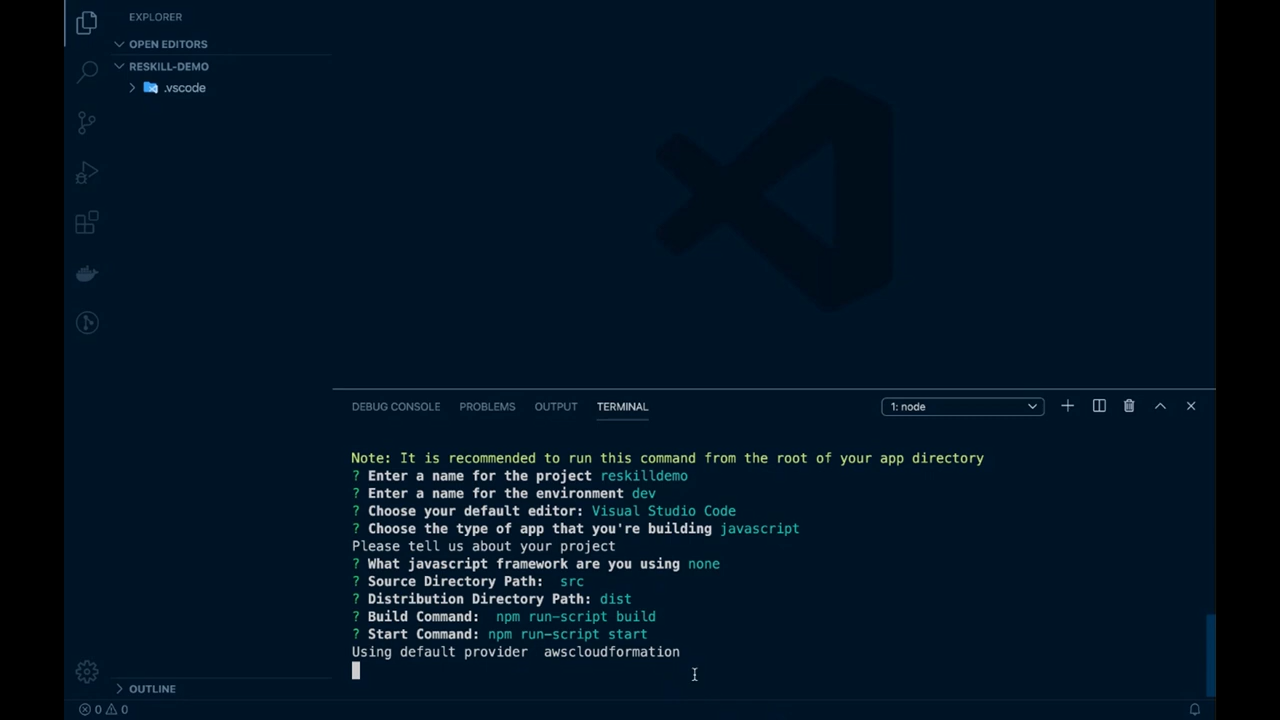 EXPLORER
OPEN EDITORS
RESKILL-DEMO
.vscode
DEBUG CONSOLE PROBLEMS OUTPUT TERMINAL 1: node
Note: It is recommended to run this command from the root of your app directory
? Enter a name for the project reskilldemo
? Enter a name for the environment dev
? Choose your default editor: Visual Studio Code
? Choose the type of app that you're building javascript
Please tell us about your project
? What javascript framework are you using none
? Source Directory Path:  src
? Distribution Directory Path: dist
? Build Command:  npm run-script build
? Start Command: npm run-script start
Using default provider  awscloudformation
OUTLINE
0 0